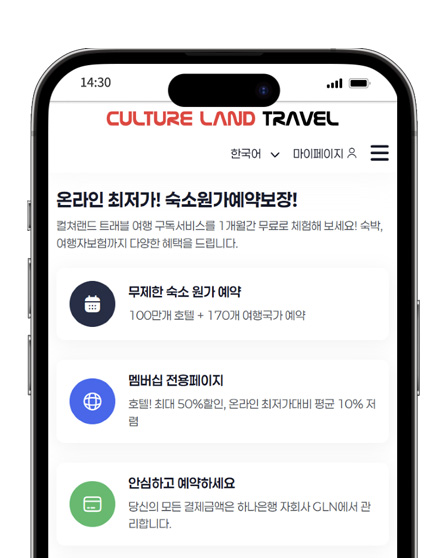 14:30
CULTURE LAND TRAVEL
한국어 마이페이지
온라인 최저가! 숙소원가예약보장!
컬쳐랜드 트래블 여행 구독서비스를 1개월간 무료로 체험해 보세요! 숙박,
여행자보험까지 다양한 혜택을 드립니다.
무제한 숙소 원가 예약
100만개 호텔 + 170개 여행국가 예약
멤버십 전용페이지
호텔! 최대 50%할인, 온라인 최저가대비 평균 10% 저
렴
안심하고 예약하세요
당신의 모든 결제금액은 하나은행 자회사 GLN에서 관
리합니다.